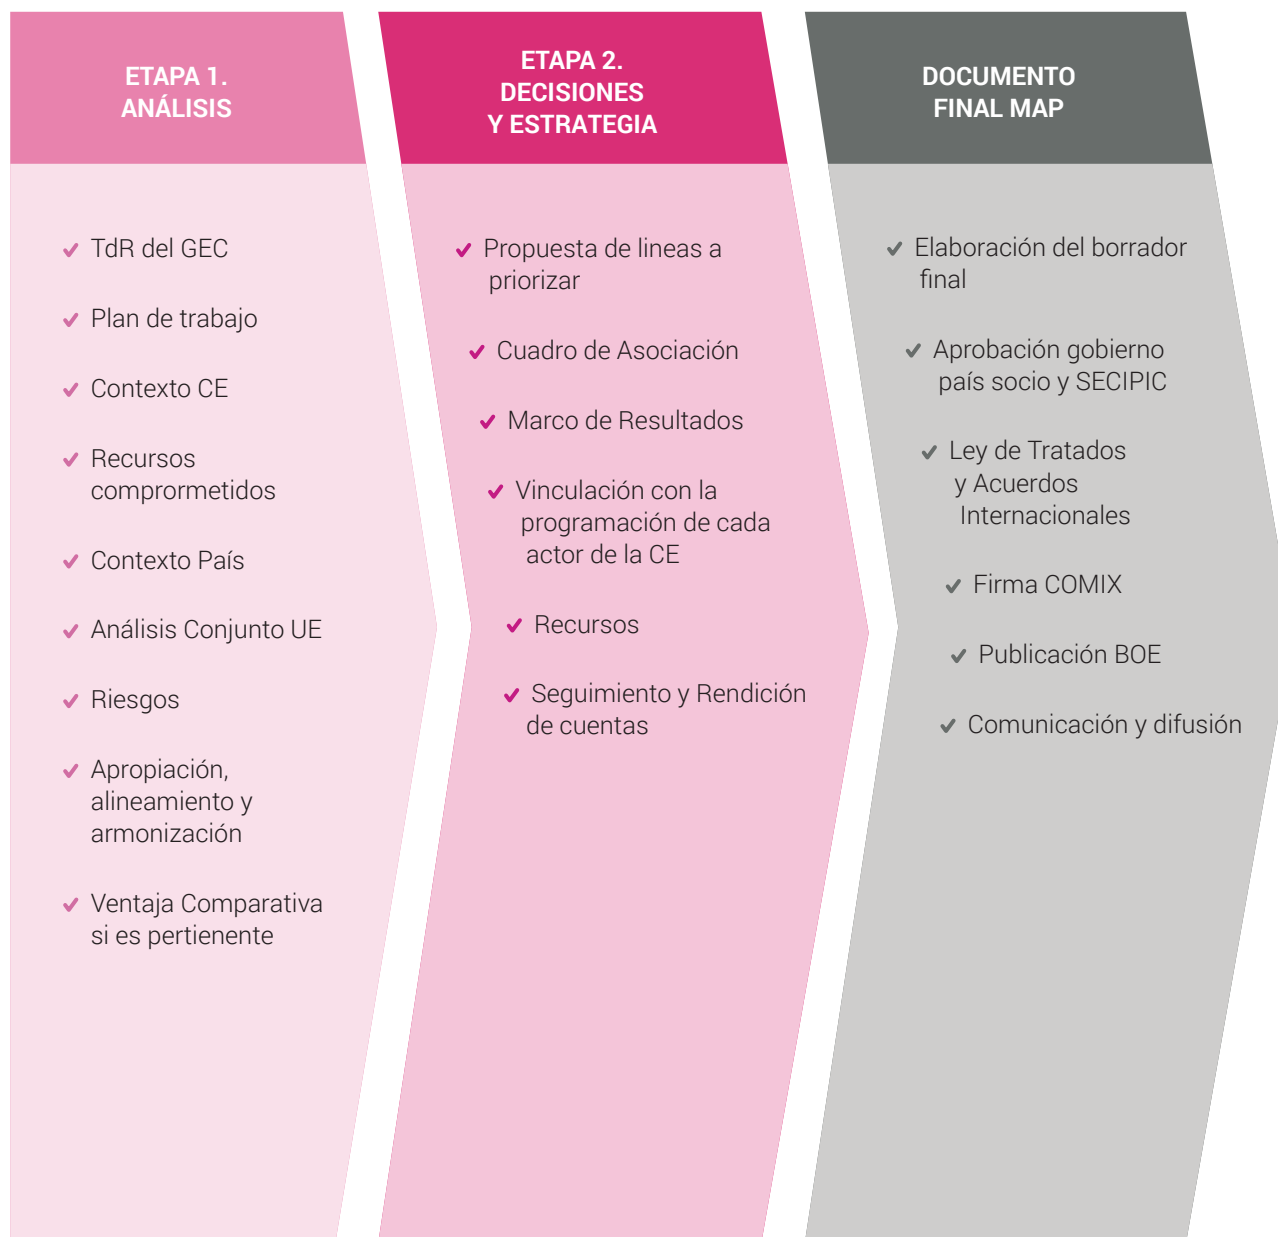 ETAPA 1.
ANÁLISIS
TdR del GEC
Plan de trabajo
Contexto CE
Recursos
comprormetidos
Contexto País
Análisis Conjunto UE
Riesgos
Apropiación,
alineamiento y
armonización
Ventaja Comparativa
si es pertienente
ETAPA 2.
DECISIONES
Y ESTRATEGIA
Propuesta de lineas a
priorizar
Cuadro de Asociación
Marco de Resultados
Vinculación con la
programación de cada
actor de la CE
Recursos
Seguimiento y Rendición
de cuentas
DOCUMENTO
FINAL MAP
Elaboración del borrador
final
Aprobación gobierno
país socio y SECIPIC
Ley de Tratados
y Acuerdos
Internacionales
Firma COMIX
Publicación BOE
Comunicación y difusión